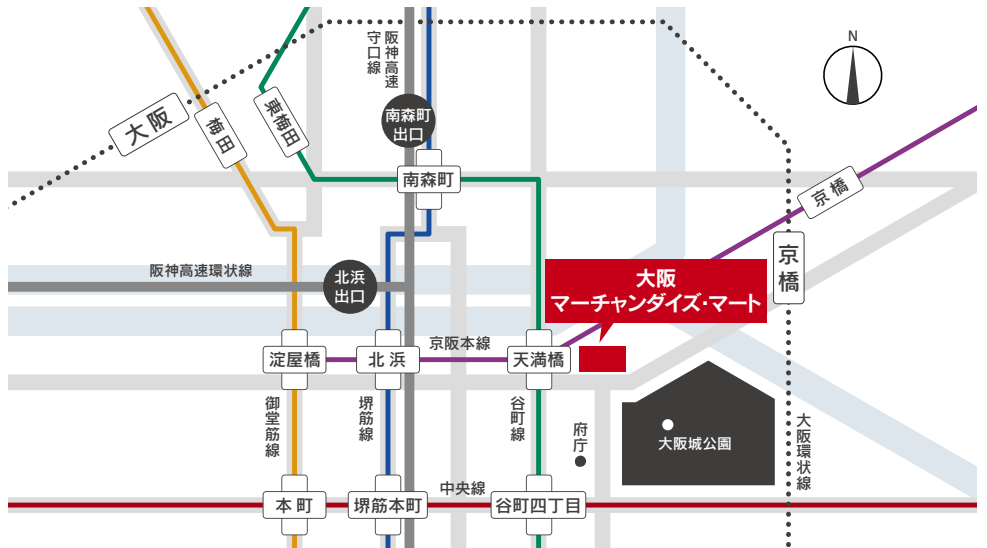 N
阪神高速
守口線
大阪
梅田
東梅田
南森町
出口
南森町
京橋
京橋
阪神高速環状線
北浜
出口
大阪
マーチャンダイズ・マート
淀屋橋
北浜
京阪本線
天満橋
御堂筋線
堺筋線
谷町線
府庁
大阪城公園
大阪環状線
中央線
本町
堺筋本町
谷町四丁目